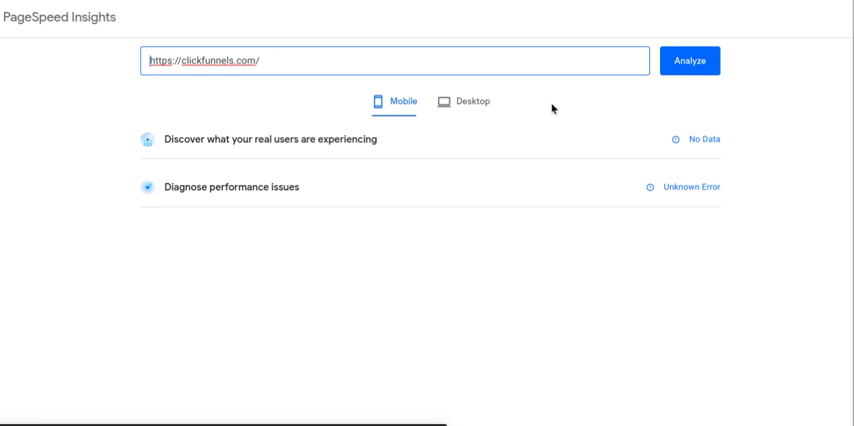 PageSpeed Insights
https://clickfunnels.com/
Analyze
Mobile
Desktop
Discover what your real users are experiencing
No Data
Diagnose performance issues
Unknown Error